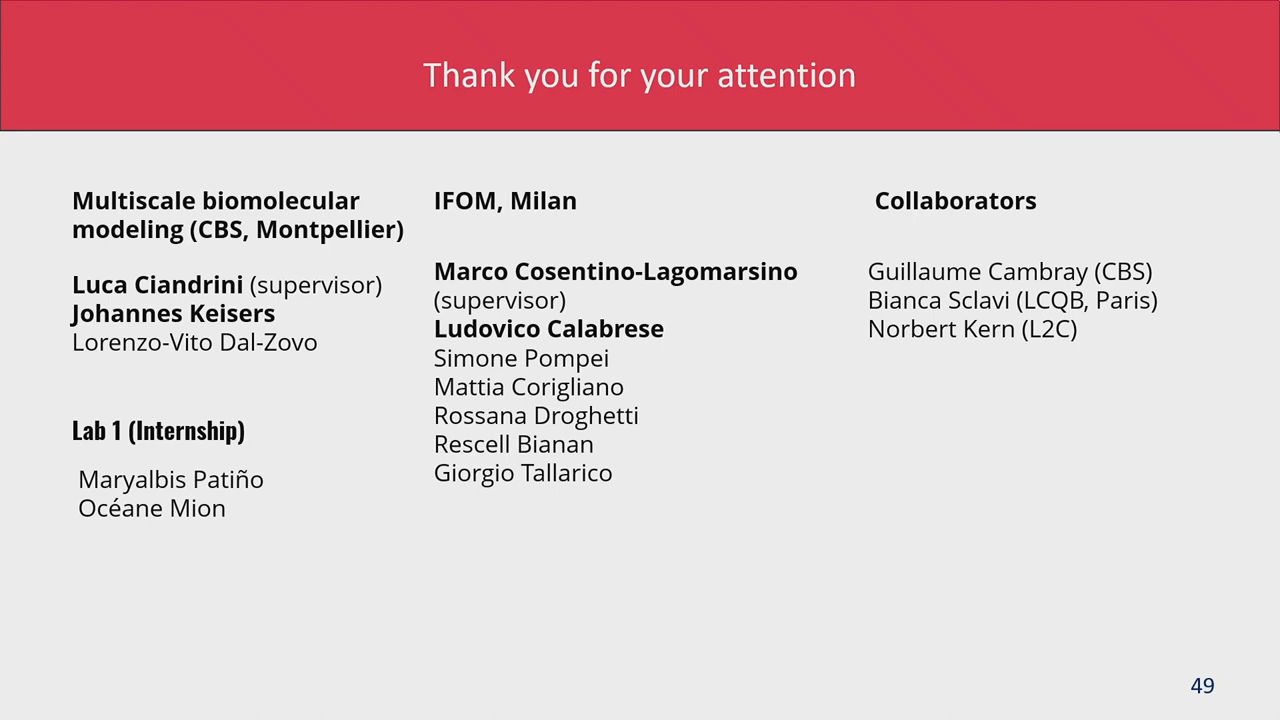 Thank you for your attention
Multiscale biomolecular
modeling (CBS, Montpellier)
Luca Ciandrini (supervisor)
Johannes Keisers
Lorenzo-Vito Dal-Zovo
Lab 1 (Internship)
Maryalbis Patiño
Océane Mion
IFOM, Milan
Marco Cosentino-Lagomarsino
(supervisor)
Ludovico Calabrese
Simone Pompei
Mattia Corigliano
Rossana Droghetti
Rescell Bianan
Giorgio Tallarico
Collaborators
Guillaume Cambray (CBS)
Bianca Sclavi (LCQB, Paris)
Norbert Kern (L2C)
49